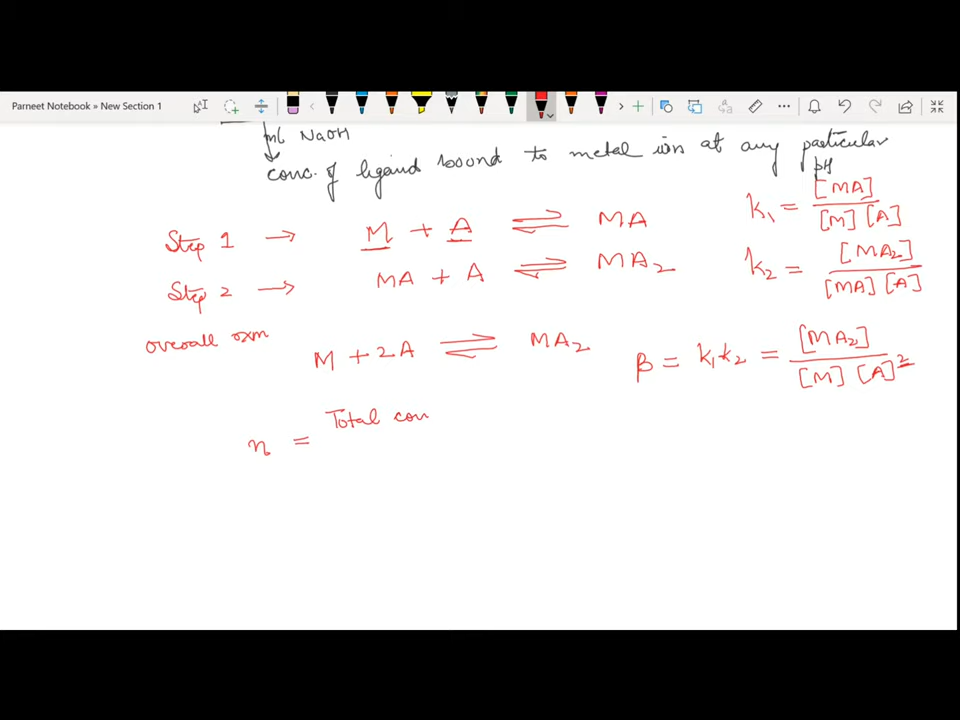 Parneet Notebook » New Section 1
ml NaOH
conc. of ligand bound to metal ion at any particular pH
Step 1 → M + A ⇌ MA K₁ = [MA] / [M] [A]
Step 2 → MA + A ⇌ MA₂ K₂ = [MA₂] / [MA] [A]
overall rxn M + 2A ⇌ MA₂ β = K₁K₂ = [MA₂] / [M] [A]²
n = Total con